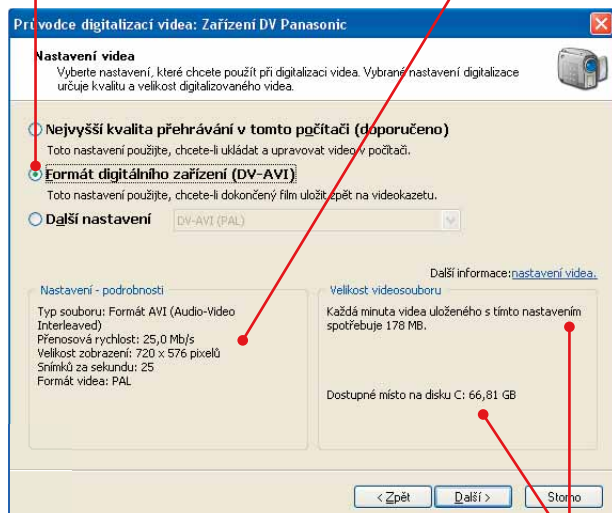 Průvodce digitalizací videa: Zařízení DV Panasonic
Nastavení videa
Vyberte nastavení, které chcete použít při digitalizaci videa. Vybrané nastavení digitalizace
určuje kvalitu a velikost digitalizovaného videa.
Nejvyšší kvalita přehrávání v tomto počítači (doporučeno)
Toto nastavení použijte, chcete-li ukládat a upravovat video v počítači.
Formát digitálního zařízení (DV-AVI)
Toto nastavení použijte, chcete-li dokončený film uložit zpět na videokazetu.
Další nastavení DV-AVI (PAL)
Další informace:nastavení videa.
Nastavení - podrobnosti
Typ souboru: Formát AVI (Audio-Video
Interleaved)
Přenosová rychlost: 25,0 Mb/s
Velikost zobrazení: 720 x 576 pixelů
Snímků za sekundu: 25
Formát videa: PAL
Velikost videosouboru
Každá minuta videa uloženého s tímto nastavením
spotřebuje 178 MB.
Dostupné místo na disku C: 66,81 GB
< Zpět Další > Storno